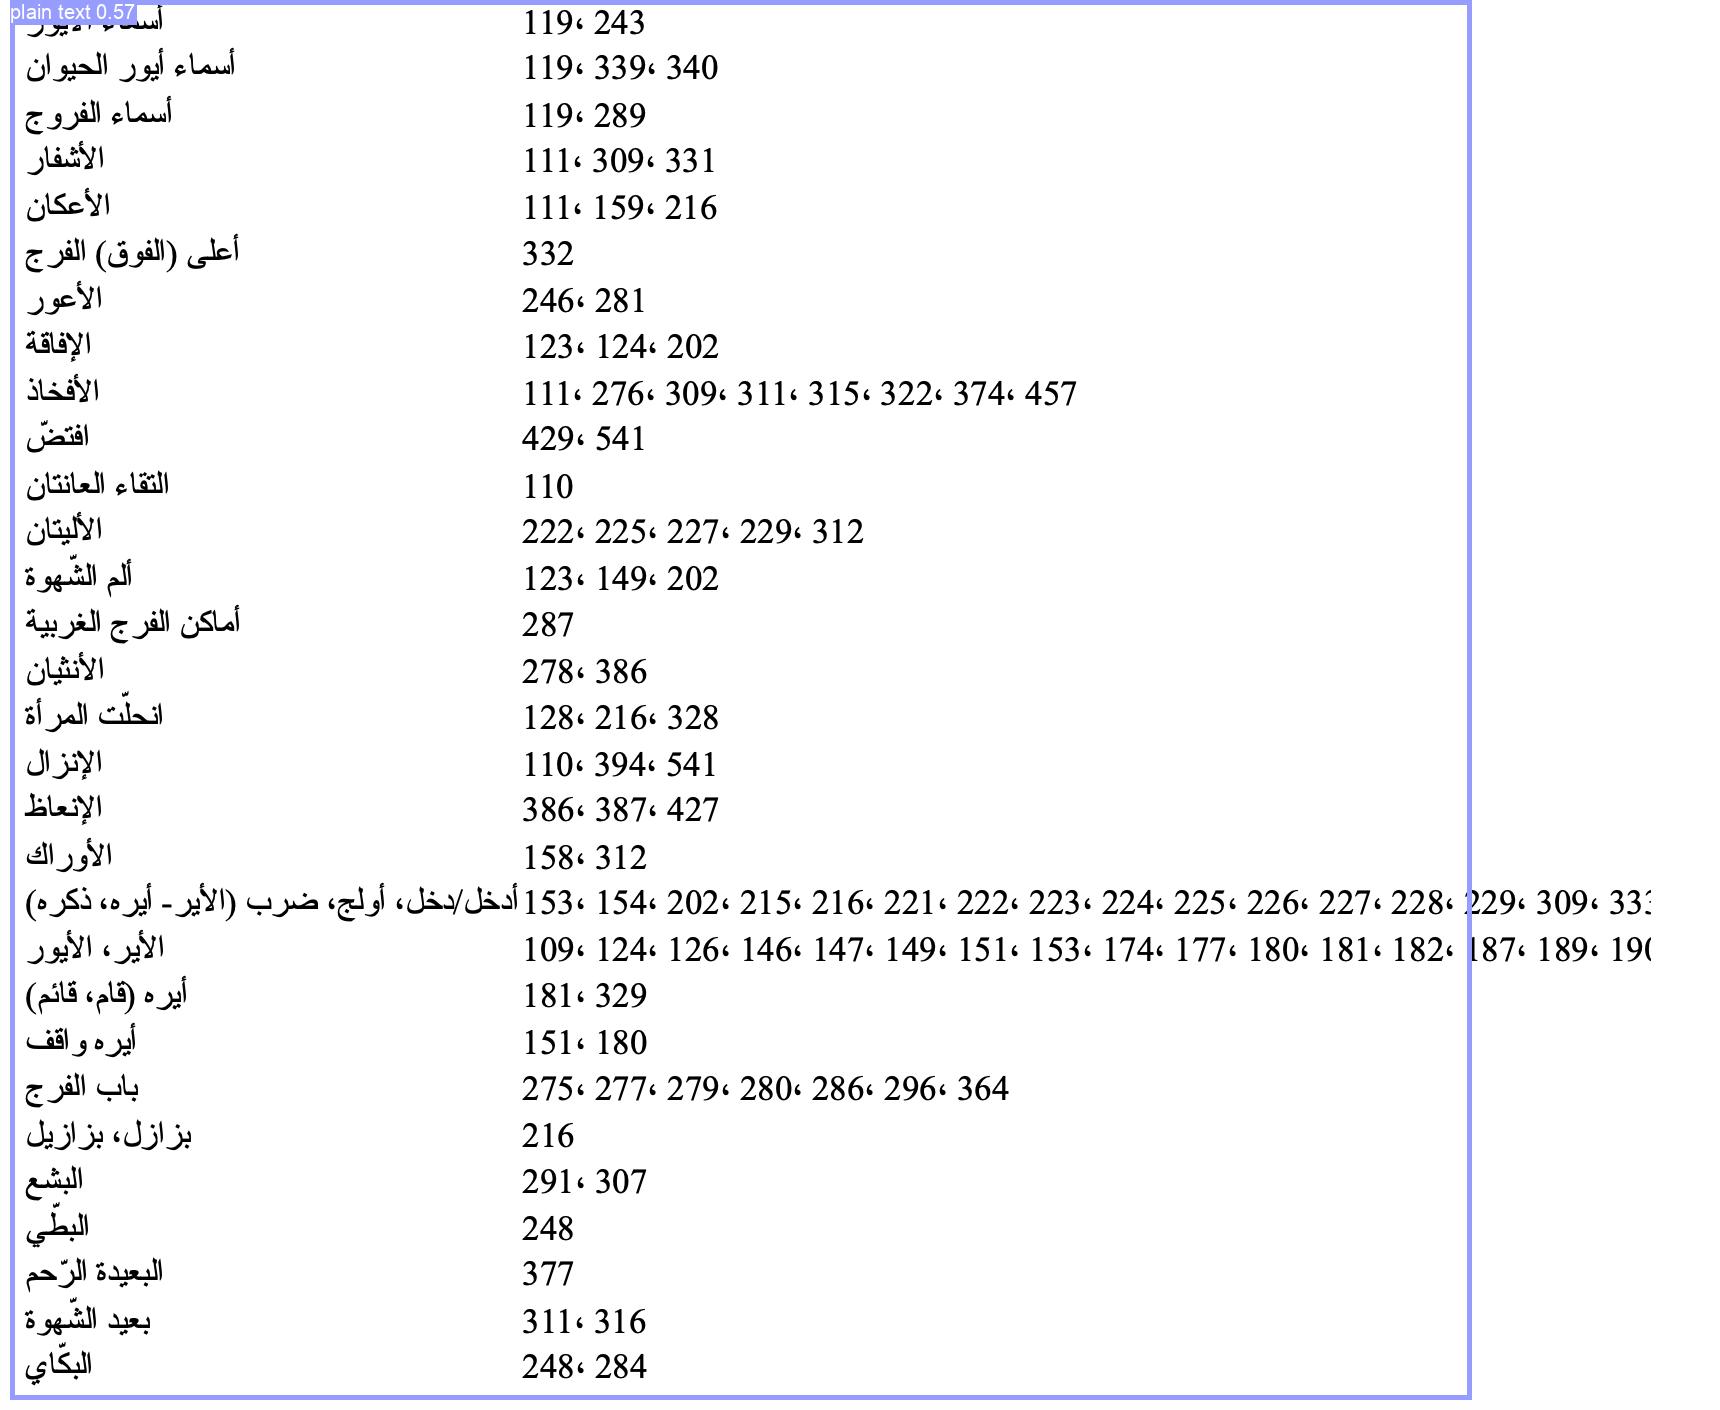 plain text 0.57
أسماء الأيور 119، 243
أسماء أيور الحيوان 119، 339، 340
أسماء الفروج 119، 289
الأشفار 111، 309، 331
الأعكان 111، 159، 216
أعلى (الفوق) الفرج 332
الأعور 246، 281
الإفاقة 123، 124، 202
الأفخاذ 111، 276، 309، 311، 315، 322، 374، 457
افتضّ 429، 541
التقاء العانتان 110
الأليتان 222، 225، 227، 229، 312
ألم الشّهوة 123، 149، 202
أماكن الفرج الغربية 287
الأنثيان 278، 386
انحلّت المرأة 128، 216، 328
الإنزال 110، 394، 541
الإنعاظ 386، 387، 427
الأوراك 158، 312
أدخل/دخل، أولج، ضرب (الأير- أيره، ذكره) 153، 154، 202، 215، 216، 221، 222، 223، 224، 225، 226، 227، 228، 229، 309، 333
الأير، الأيور 109، 124، 126، 146، 147، 149، 151، 153، 174، 177، 180، 181، 182، 187، 189، 190
أيره (قام، قائم) 181، 329
أيره واقف 151، 180
باب الفرج 275، 277، 279، 280، 286، 296، 364
بزازل، بزازيل 216
البشع 291، 307
البطّي 248
البعيدة الرّحم 377
بعيد الشّهوة 311، 316
البكّاي 248، 284